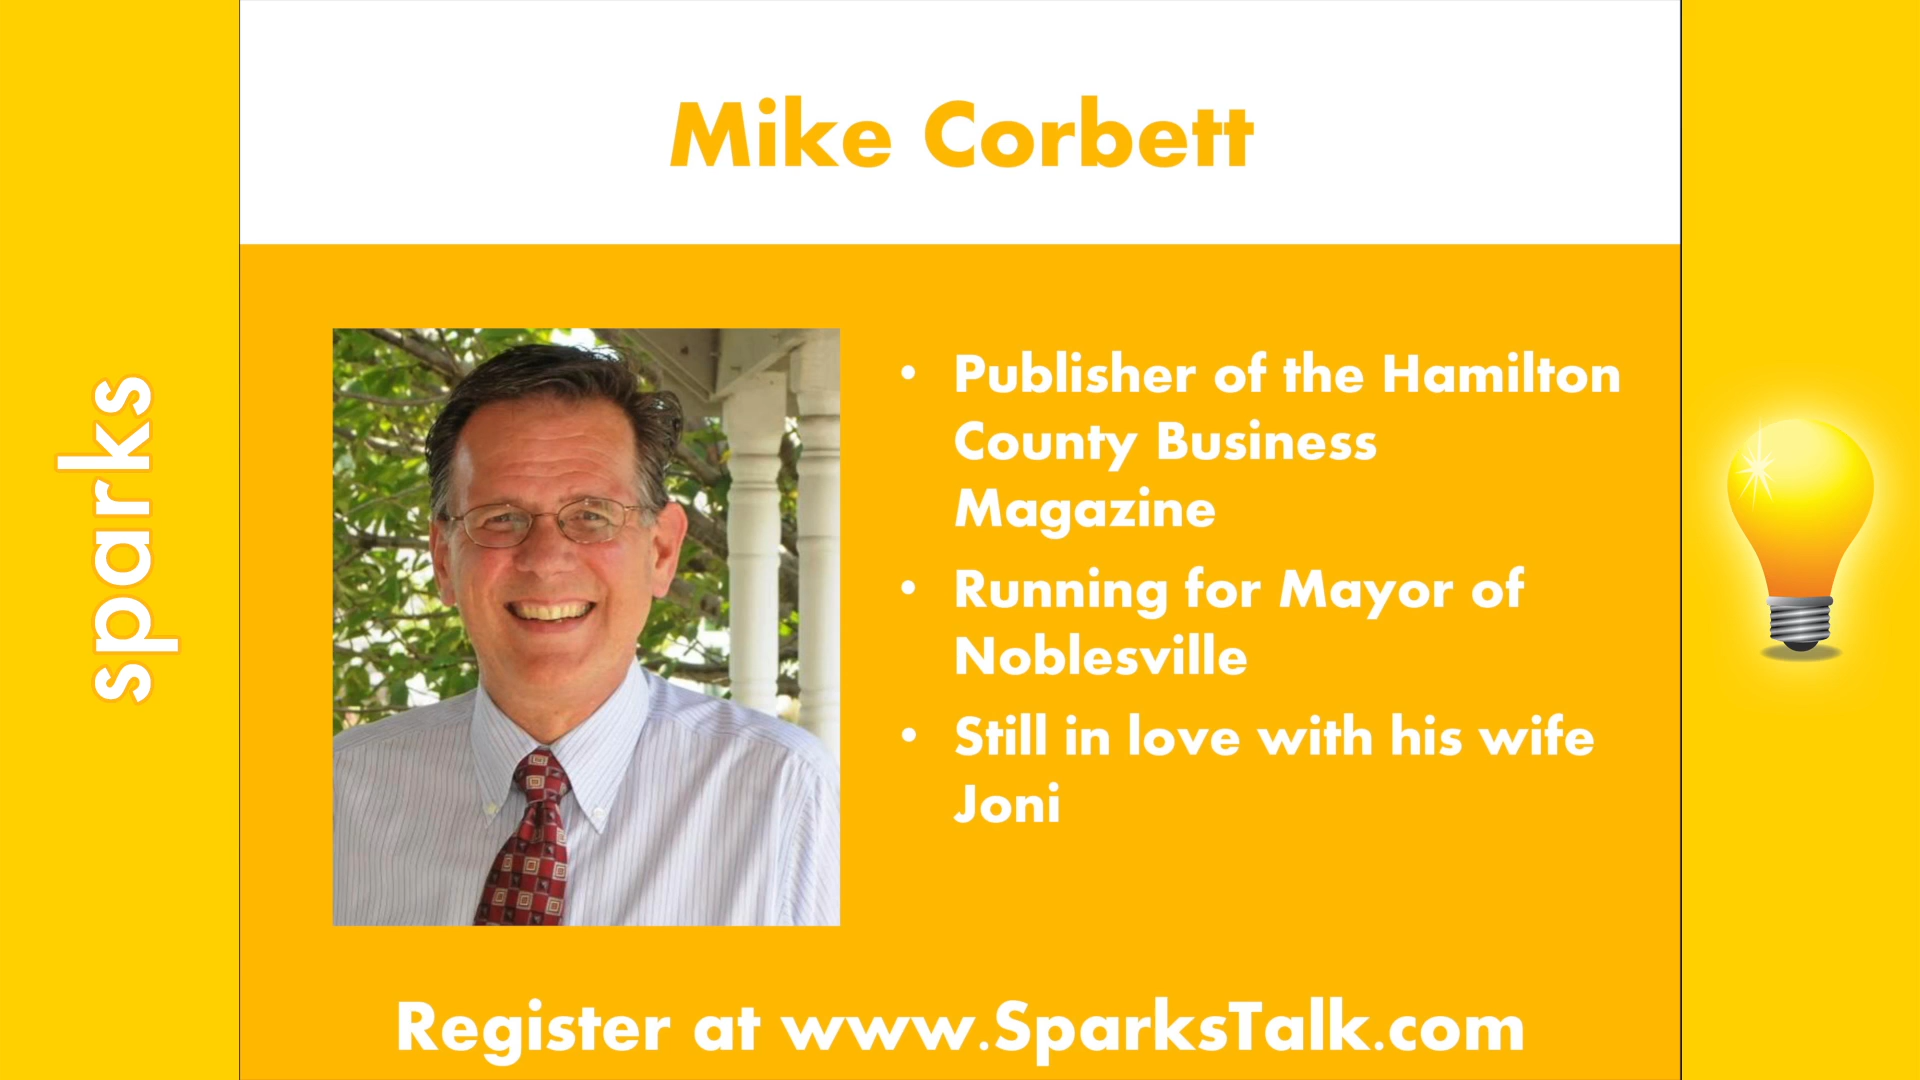 Mike Corbett
sparks
• Publisher of the Hamilton
County Business
Magazine
• Running for Mayor of
Noblesville
• Still in love with his wife
Joni
Register at www.SparksTalk.com